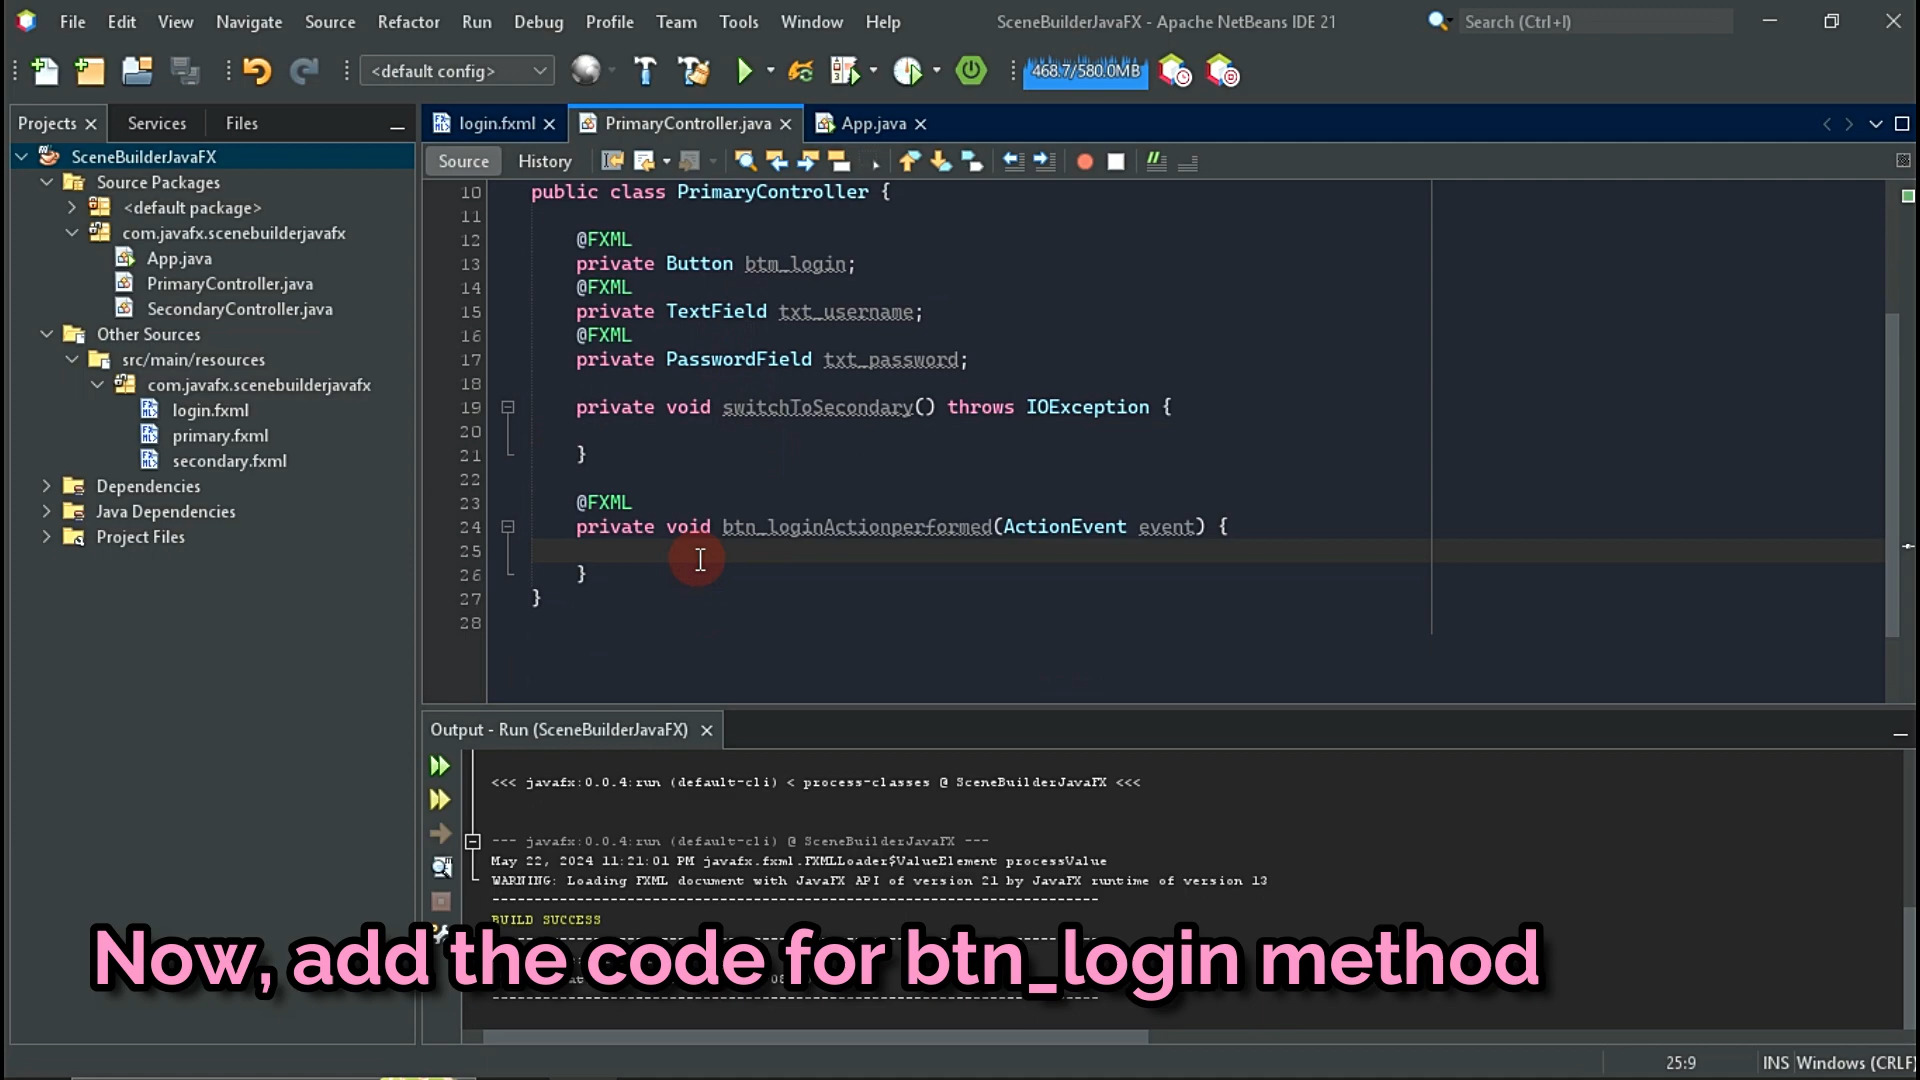 File Edit View Navigate Source Refactor Run Debug Profile Team Tools Window Help SceneBuilderJavaFX - Apache NetBeans IDE 21 Search (Ctrl+I)
<default config> 468.7/580.0MB
Projects Services Files login.fxml PrimaryController.java App.java
SceneBuilderJavaFX
Source Packages
<default package>
com.javafx.scenebuilderjavafx
App.java
PrimaryController.java
SecondaryController.java
Other Sources
src/main/resources
com.javafx.scenebuilderjavafx
login.fxml
primary.fxml
secondary.fxml
Dependencies
Java Dependencies
Project Files
Source History
10 public class PrimaryController {
11
12 @FXML
13 private Button btm_login;
14 @FXML
15 private TextField txt_username;
16 @FXML
17 private PasswordField txt_password;
18
19 private void switchToSecondary() throws IOException {
20
21 }
22
23 @FXML
24 private void btn_loginActionperformed(ActionEvent event) {
25
26 }
27 }
28
Output - Run (SceneBuilderJavaFX)
<<< javafx:0.0.4:run (default-cli) < process-classes @ SceneBuilderJavaFX <<<
--- javafx:0.0.4:run (default-cli) @ SceneBuilderJavaFX ---
May 22, 2024 11:21:01 PM javafx.fxml.FXMLLoader$ValueElement processValue
WARNING: Loading FXML document with JavaFX API of version 21 by JavaFX runtime of version 13
------------------------------------------------------------------------
BUILD SUCCESS
Now, add the code for btn_login method
25:9 INS Windows (CRLF)